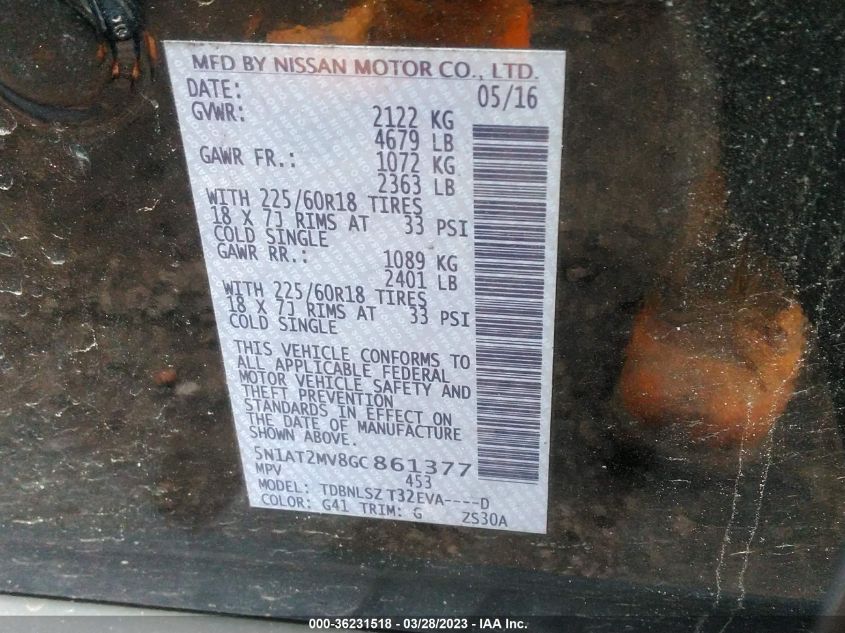 MFD BY NISSAN MOTOR CO., LTD.
DATE: 05/16
GVWR: 2122 KG
4679 LB
GAWR FR.: 1072 KG
2363 LB
WITH 225/60R18 TIRES
18 X 7J RIMS AT 33 PSI
COLD SINGLE
GAWR RR.: 1089 KG
2401 LB
WITH 225/60R18 TIRES
18 X 7J RIMS AT 33 PSI
COLD SINGLE
THIS VEHICLE CONFORMS TO
ALL APPLICABLE FEDERAL
MOTOR VEHICLE SAFETY AND
THEFT PREVENTION
STANDARDS IN EFFECT ON
THE DATE OF MANUFACTURE
SHOWN ABOVE.
5N1AT2MV8GC861377
MPV 453
MODEL: TDBNLSZ T32EVA----D
COLOR: G41 TRIM: G ZS30A
000-36231518 - 03/28/2023 - IAA Inc.